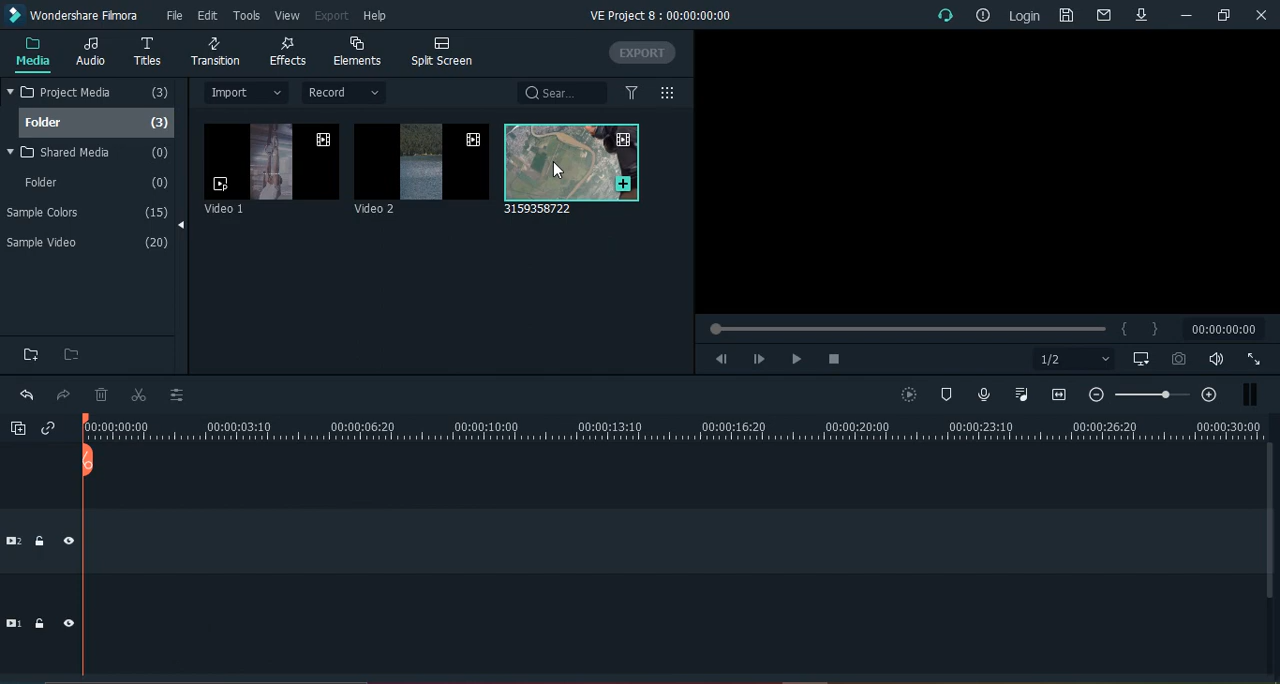 Wondershare Filmora File Edit Tools View Export Help VE Project 8 : 00:00:00:00 Login
Media Audio Titles Transition Effects Elements Split Screen EXPORT
Project Media (3) Import Record Sear...
Folder (3)
Shared Media (0)
Folder (0)
Sample Colors (15)
Sample Video (20)
Video 1 Video 2 3159358722
{ } 00:00:00:00
1/2
00:00:00:00 00:00:03:10 00:00:06:20 00:00:10:00 00:00:13:10 00:00:16:20 00:00:20:00 00:00:23:10 00:00:26:20 00:00:30:00
2
1